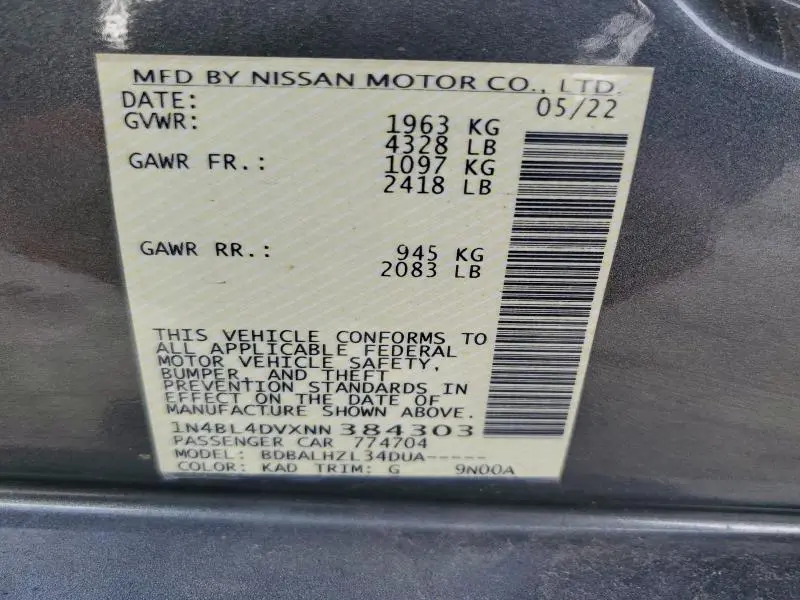 MFD BY NISSAN MOTOR CO., LTD.
DATE: 05/22
GVWR: 1963 KG
4328 LB
GAWR FR.: 1097 KG
2418 LB
GAWR RR.: 945 KG
2083 LB
THIS VEHICLE CONFORMS TO
ALL APPLICABLE FEDERAL
MOTOR VEHICLE SAFETY,
BUMPER, AND THEFT
PREVENTION STANDARDS IN
EFFECT ON THE DATE OF
MANUFACTURE SHOWN ABOVE.
1N4BL4DVXNN384303
PASSENGER CAR 774704
MODEL: BDBALHZL34DUA-----
COLOR: KAD TRIM: G 9N00A